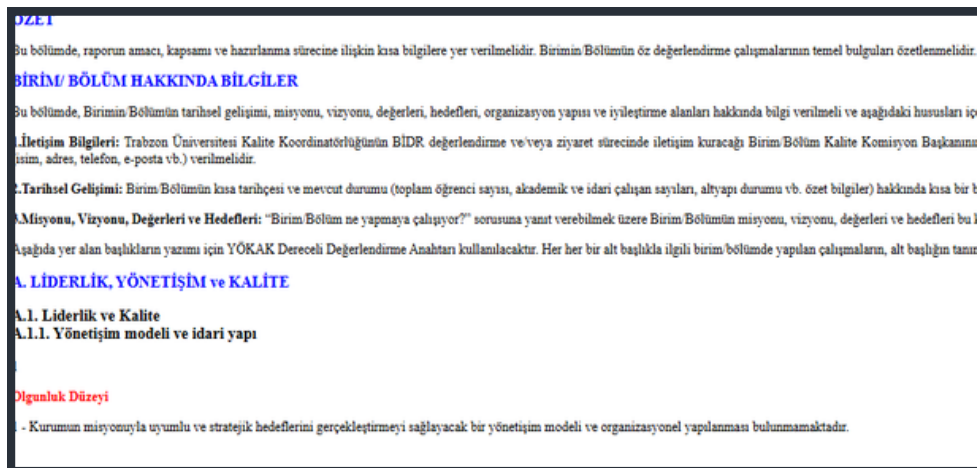 ÖZET
Bu bölümde, raporun amacı, kapsamı ve hazırlanma sürecine ilişkin kısa bilgilere yer verilmelidir. Birimin/Bölümün öz değerlendirme çalışmalarının temel bulguları özetlenmelidir.
BİRİM/ BÖLÜM HAKKINDA BİLGİLER
Bu bölümde, Birimin/Bölümün tarihsel gelişimi, misyonu, vizyonu, değerleri, hedefleri, organizasyon yapısı ve iyileştirme alanları hakkında bilgi verilmeli ve aşağıdaki hususları
.İletişim Bilgileri: Trabzon Üniversitesi Kalite Koordinatörlüğünün BİDR değerlendirme ve/veya ziyaret sürecinde iletişim kuracağı Birim/Bölüm Kalite Komisyon Başkanının
isim, adres, telefon, e-posta vb.) verilmelidir.
2.Tarihsel Gelişimi: Birim/Bölümün kısa tarihçesi ve mevcut durumu (toplam öğrenci sayısı, akademik ve idari çalışan sayıları, altyapı durumu vb. özet bilgiler) hakkında kısa bir
3.Misyonu, Vizyonu, Değerleri ve Hedefleri: “Birim/Bölüm ne yapmaya çalışıyor?” sorusuna yanıt verebilmek üzere Birim/Bölümün misyonu, vizyonu, değerleri ve hedefleri bu
Aşağıda yer alan başlıkların yazımı için YÖKAK Dereceli Değerlendirme Anahtarı kullanılacaktır. Her her bir alt başlıkla ilgili birim/bölümde yapılan çalışmaların, alt başlığın
A. LİDERLİK, YÖNETİŞİM ve KALİTE
A.1. Liderlik ve Kalite
A.1.1. Yönetişim modeli ve idari yapı
Olgunluk Düzeyi
1 - Kurumun misyonuyla uyumlu ve stratejik hedeflerini gerçekleştirmeyi sağlayacak bir yönetişim modeli ve organizasyonel yapılanması bulunmamaktadır.